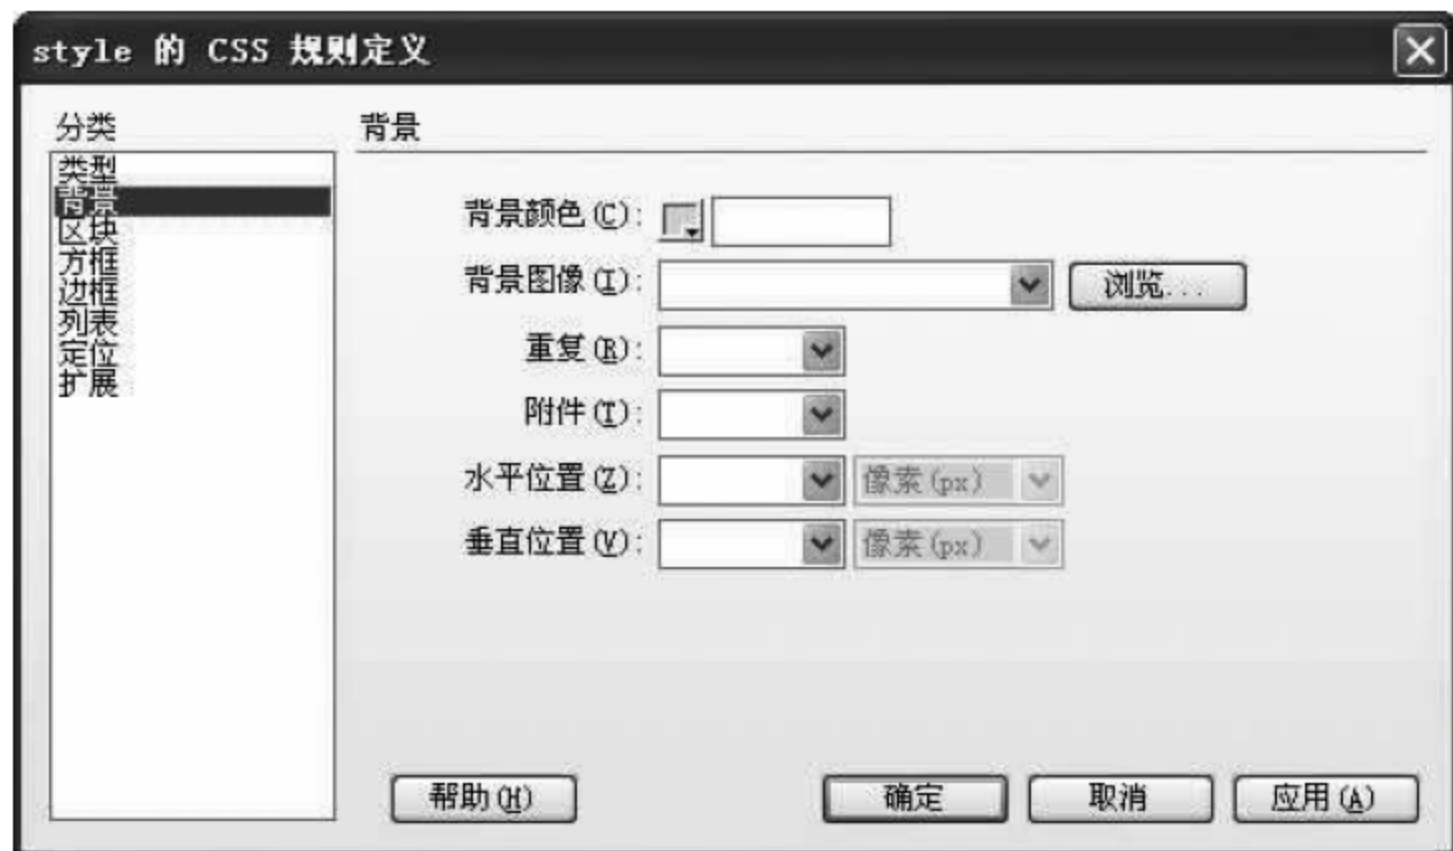 style 的 CSS 规则定义
分类
类型
背景
区块
方框
边框
列表
定位
扩展
背景
背景颜色(C):
背景图像(I): 浏览...
重复(R):
附件(T):
水平位置(Z): 像素(px)
垂直位置(V): 像素(px)
帮助(H) 确定 取消 应用(A)